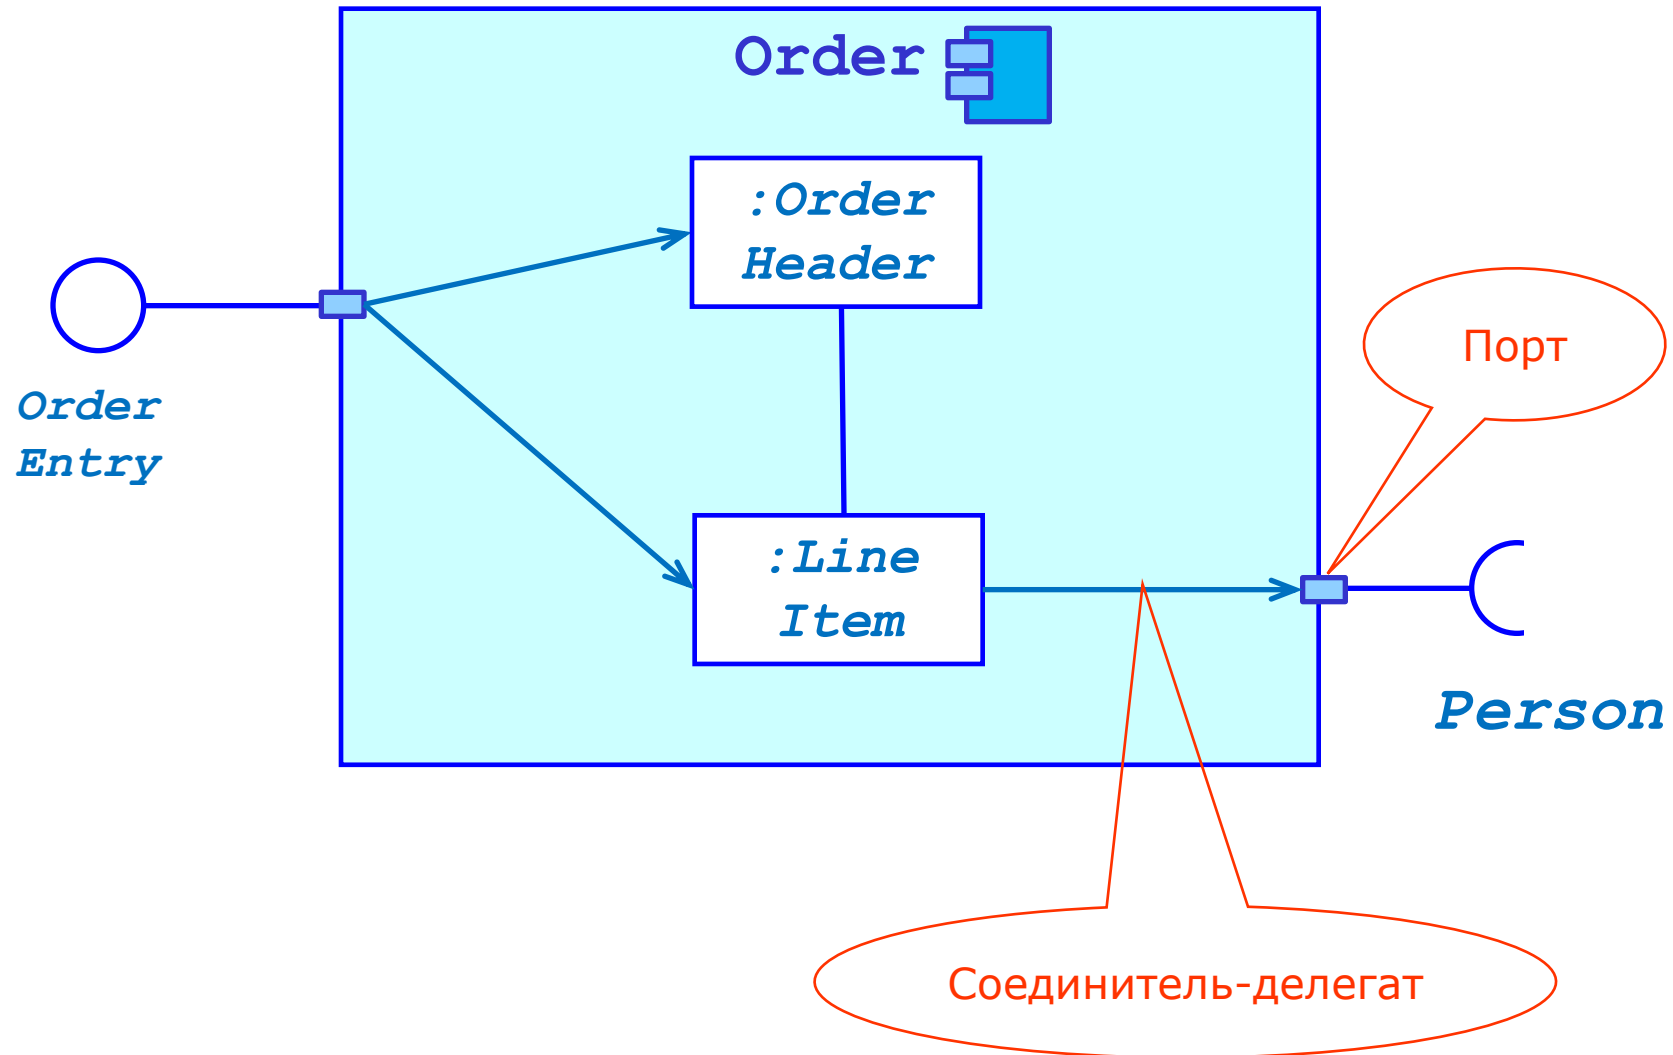 Order
:Order
Header
Порт
Order
Entry
:Line
Item
Person
Соединитель-делегат